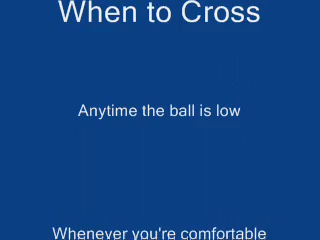 When to Cross
Anytime the ball is low
Whenever you're comfortable